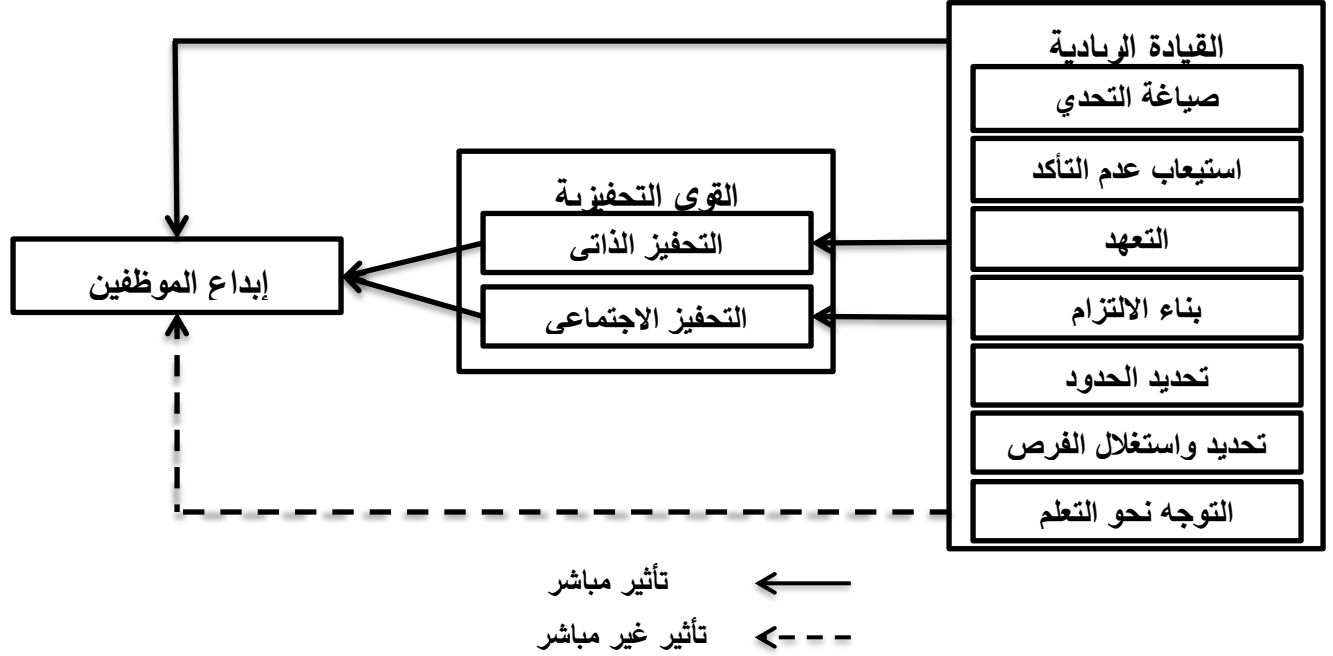 القيادة الريادية
صياغة التحدي
استيعاب عدم التأكد
التعهد
بناء الالتزام
تحديد الحدود
تحديد واستغلال الفرص
التوجه نحو التعلم
القوى التحفيزية
التحفيز الذاتى
التحفيز الاجتماعى
إبداع الموظفين
تأثير مباشر
تأثير غير مباشر